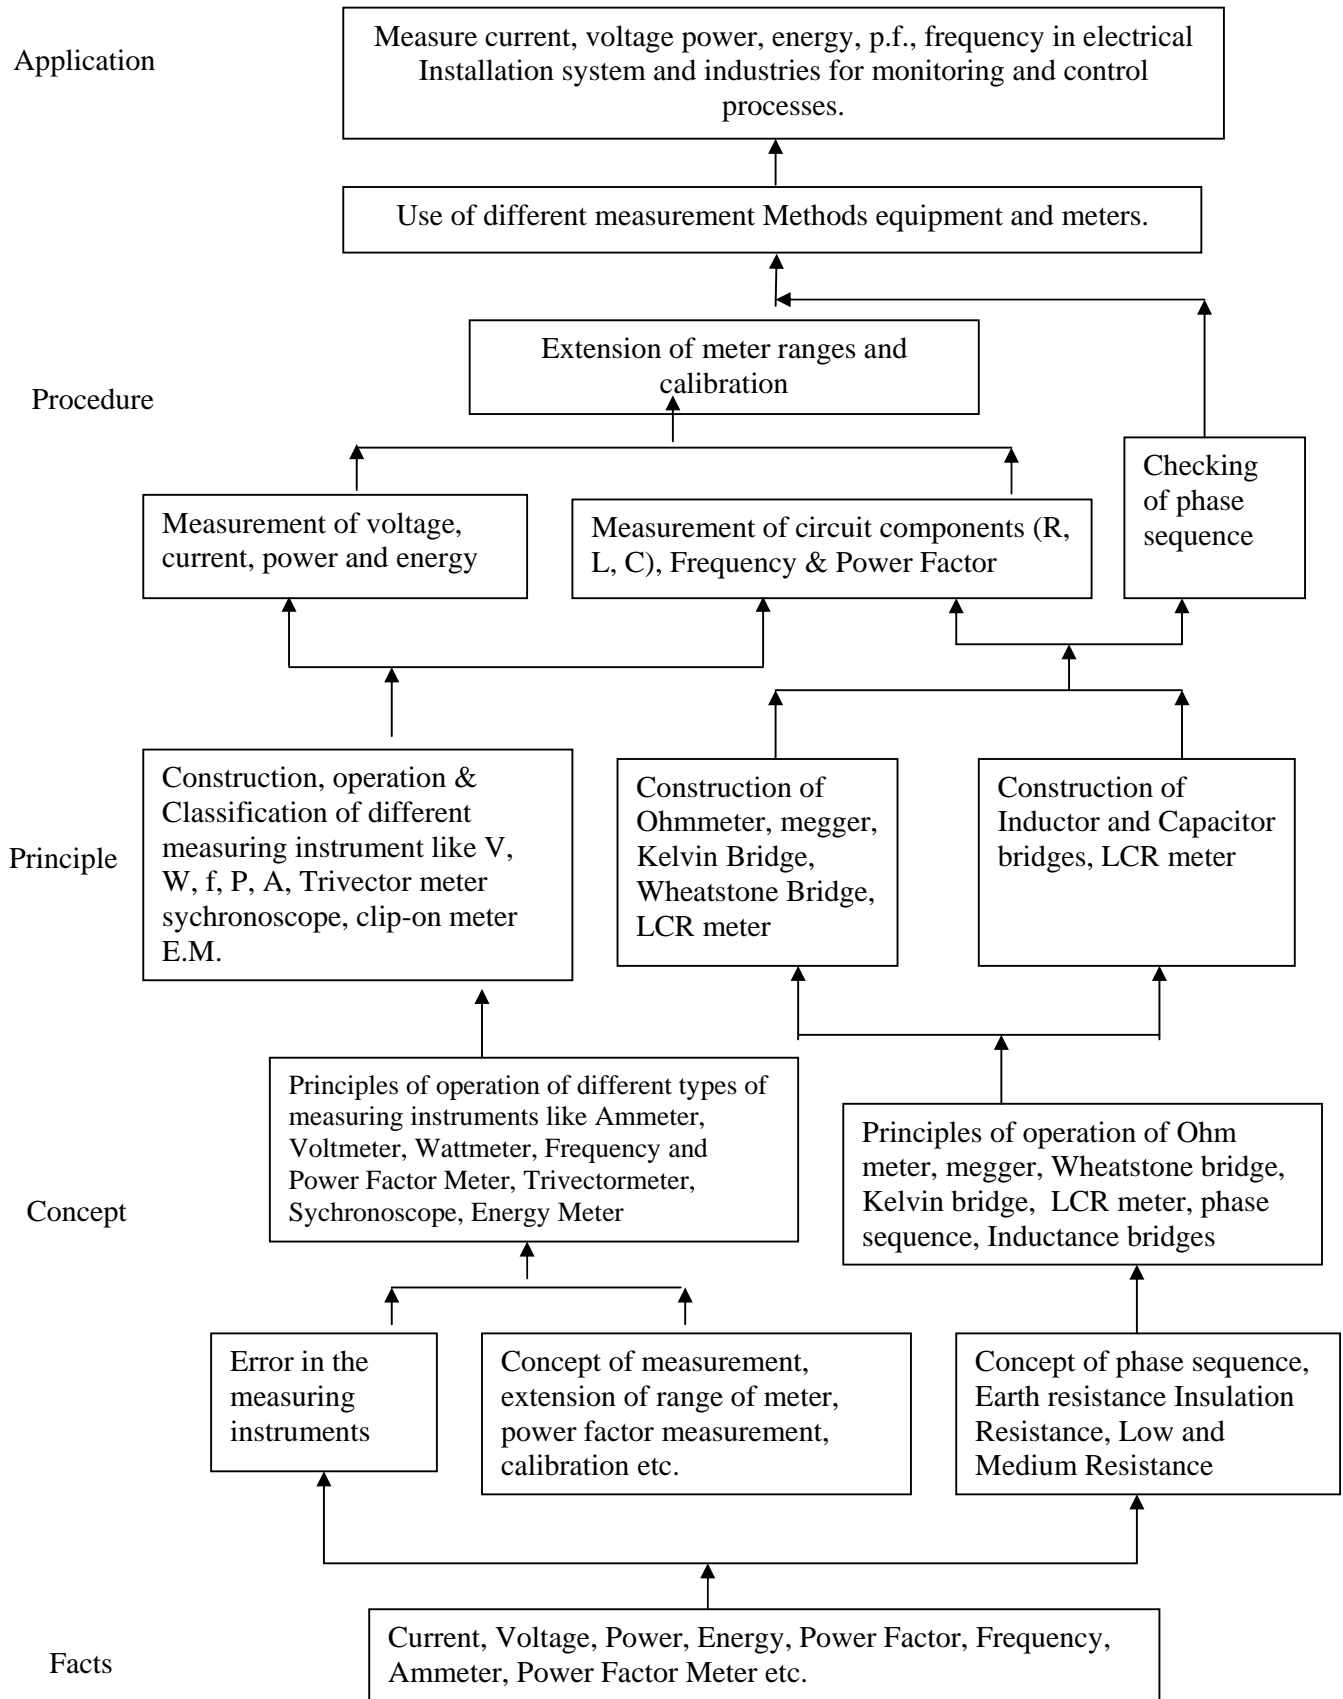 Application
Measure current, voltage power, energy, p.f., frequency in electrical
Installation system and industries for monitoring and control
processes.
Use of different measurement Methods equipment and meters.
Procedure
Extension of meter ranges and
calibration
Measurement of voltage,
current, power and energy
Measurement of circuit components (R,
L, C), Frequency & Power Factor
Checking
of phase
sequence
Principle
Construction, operation &
Classification of different
measuring instrument like V,
W, f, P, A, Trivector meter
sychronoscope, clip-on meter
E.M.
Construction of
Ohmmeter, megger,
Kelvin Bridge,
Wheatstone Bridge,
LCR meter
Construction of
Inductor and Capacitor
bridges, LCR meter
Concept
Principles of operation of different types of
measuring instruments like Ammeter,
Voltmeter, Wattmeter, Frequency and
Power Factor Meter, Trivectormeter,
Sychronoscope, Energy Meter
Principles of operation of Ohm
meter, megger, Wheatstone bridge,
Kelvin bridge,  LCR meter, phase
sequence, Inductance bridges
Error in the
measuring
instruments
Concept of measurement,
extension of range of meter,
power factor measurement,
calibration etc.
Concept of phase sequence,
Earth resistance Insulation
Resistance, Low and
Medium Resistance
Facts
Current, Voltage, Power, Energy, Power Factor, Frequency,
Ammeter, Power Factor Meter etc.